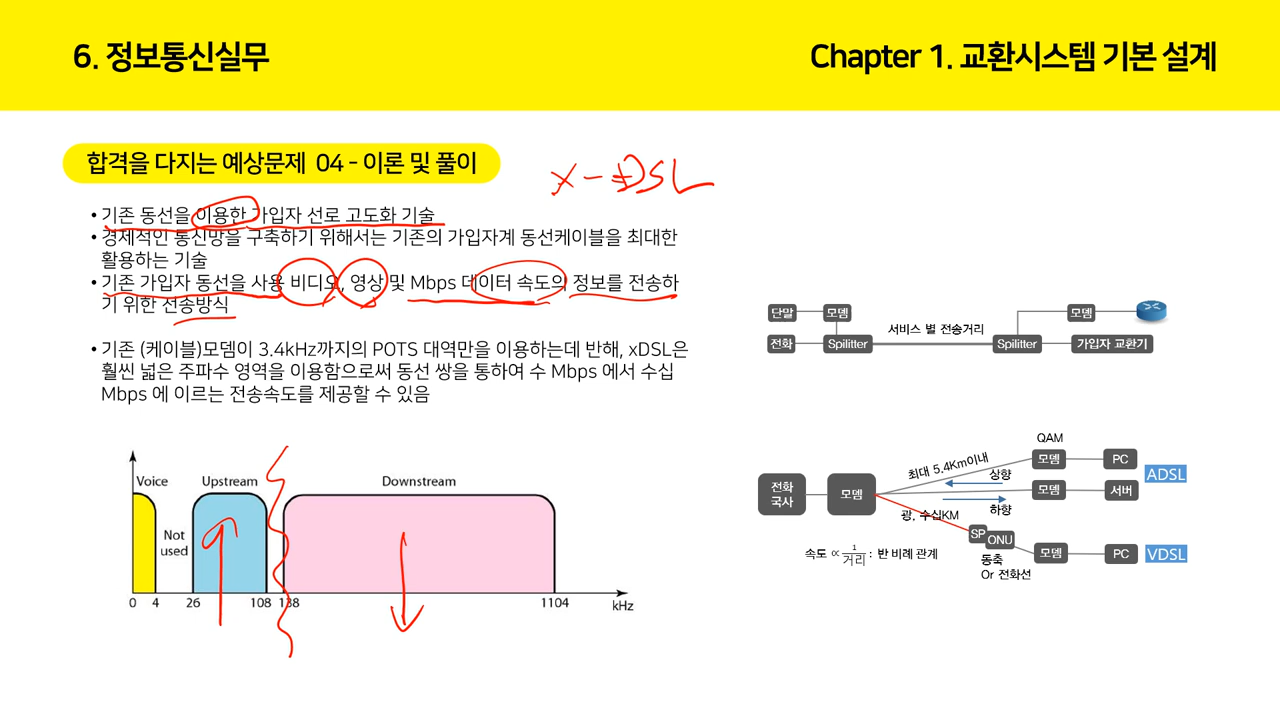 6. 정보통신실무
Chapter 1. 교환시스템 기본 설계
합격을 다지는 예상문제 04 - 이론 및 풀이
X-DSL
• 기존 동선을 이용한 가입자 선로 고도화 기술
• 경제적인 통신망을 구축하기 위해서는 기존의 가입자계 동선케이블을 최대한
활용하는 기술
• 기존 가입자 동선을 사용 비디오, 영상 및 Mbps 데이터 속도의 정보를 전송하
기 위한 전송방식
• 기존 (케이블)모뎀이 3.4kHz까지의 POTS 대역만을 이용하는데 반해, xDSL은
훨씬 넓은 주파수 영역을 이용함으로써 동선 쌍을 통하여 수 Mbps 에서 수십
Mbps 에 이르는 전송속도를 제공할 수 있음
Voice
Upstream
Downstream
Not
used
0 4 26 108 138 1104 kHz
단말 모뎀 모뎀
서비스 별 전송거리
전화 Spilitter Spilitter 가입자 교환기
QAM
최대 5.4Km이내
모뎀 PC
ADSL
상향
전화
국사
모뎀
모뎀 서버
하향
광, 수십KM
SP
ONU
속도 ∝ 1/거리 : 반 비례 관계
모뎀 PC
VDSL
동축
Or 전화선